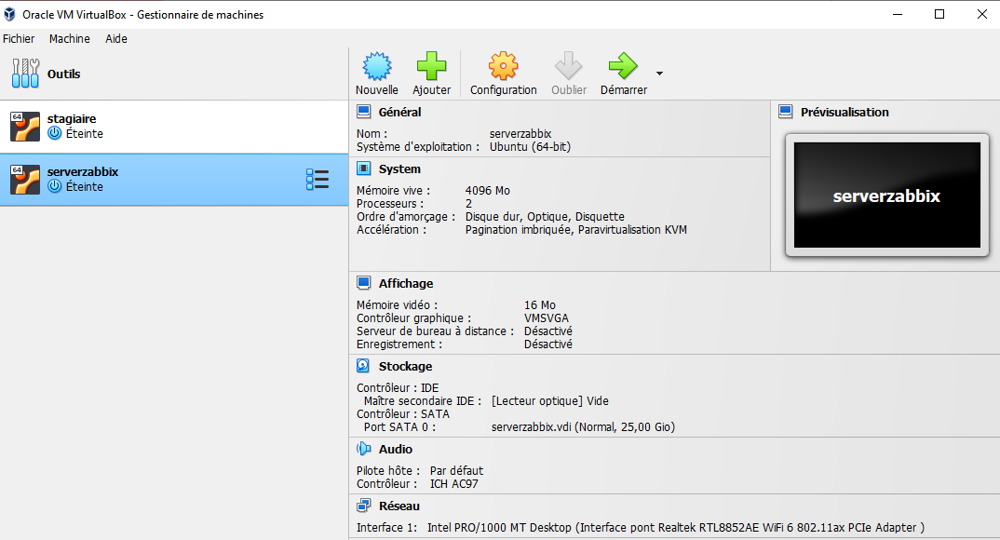 Oracle VM VirtualBox - Gestionnaire de machines
Fichier Machine Aide
Outils
Nouvelle Ajouter Configuration Oublier Démarrer
64 stagiaire
Éteinte
64 serverzabbix
Éteinte
Général
Nom : serverzabbix
Système d'exploitation : Ubuntu (64-bit)
System
Mémoire vive : 4096 Mo
Processeurs : 2
Ordre d'amorçage : Disque dur, Optique, Disquette
Accélération : Pagination imbriquée, Paravirtualisation KVM
Prévisualisation
serverzabbix
Affichage
Mémoire vidéo : 16 Mo
Contrôleur graphique : VMSVGA
Serveur de bureau à distance : Désactivé
Enregistrement : Désactivé
Stockage
Contrôleur : IDE
Maître secondaire IDE : [Lecteur optique] Vide
Contrôleur : SATA
Port SATA 0 : serverzabbix.vdi (Normal, 25,00 Gio)
Audio
Pilote hôte : Par défaut
Contrôleur : ICH AC97
Réseau
Interface 1: Intel PRO/1000 MT Desktop (Interface pont Realtek RTL8852AE WiFi 6 802.11ax PCIe Adapter )